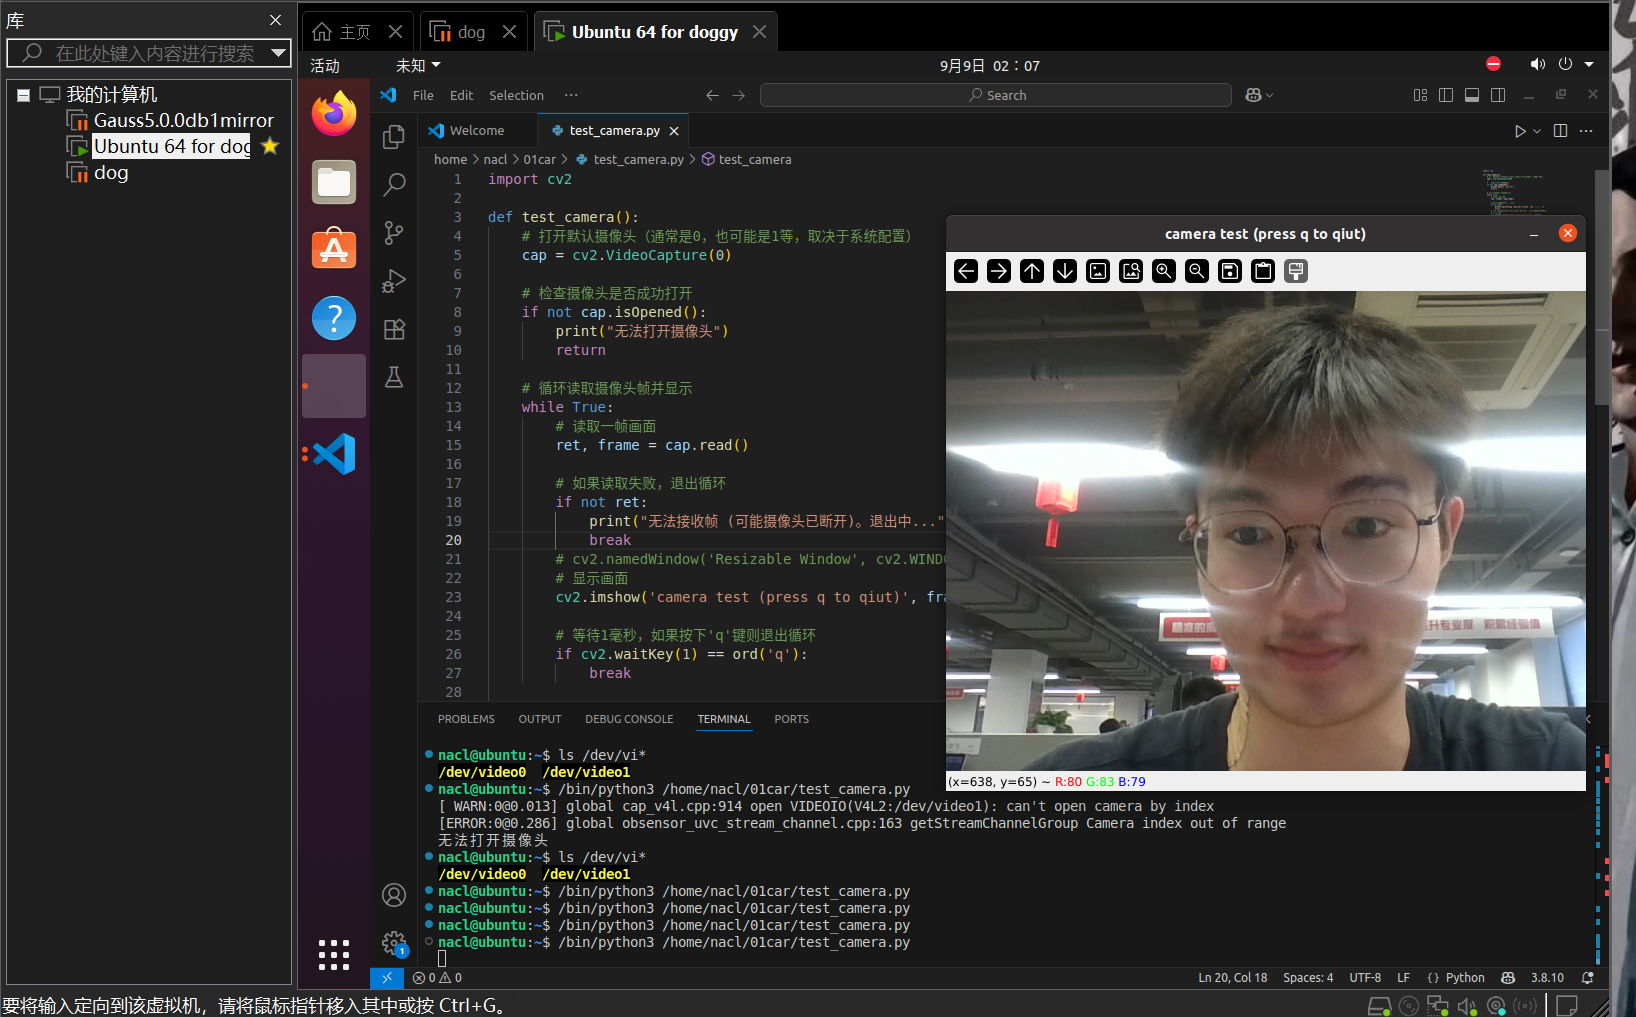 库
主页
dog
Ubuntu 64 for doggy
在此处键入内容进行搜索
我的计算机
Gauss5.0.0db1mirror
Ubuntu 64 for dog
dog
活动
未知
9月9日 02：07
File Edit Selection ···
Search
Welcome
test_camera.py
home > nacl > 01car > test_camera.py > test_camera
1 import cv2
2
3 def test_camera():
4 # 打开默认摄像头（通常是0，也可能是1等，取决于系统配置）
5 cap = cv2.VideoCapture(0)
6
7 # 检查摄像头是否成功打开
8 if not cap.isOpened():
9 print("无法打开摄像头")
10 return
11
12 # 循环读取摄像头帧并显示
13 while True:
14 # 读取一帧画面
15 ret, frame = cap.read()
16
17 # 如果读取失败，退出循环
18 if not ret:
19 print("无法接收帧 (可能摄像头已断开)。退出中..."
20 break
21 # cv2.namedWindow('Resizable Window', cv2.WIND
22 # 显示画面
23 cv2.imshow('camera test (press q to qiut)', fra
24
25 # 等待1毫秒，如果按下'q'键则退出循环
26 if cv2.waitKey(1) == ord('q'):
27 break
28
camera test (press q to qiut)
升专业度 积累经验值
(x=638, y=65) ~ R:80 G:83 B:79
PROBLEMS OUTPUT DEBUG CONSOLE TERMINAL PORTS
nacl@ubuntu:~$ ls /dev/vi*
/dev/video0 /dev/video1
nacl@ubuntu:~$ /bin/python3 /home/nacl/01car/test_camera.py
[ WARN:0@0.013] global cap_v4l.cpp:914 open VIDEOIO(V4L2:/dev/video1): can't open camera by index
[ERROR:0@0.286] global obsensor_uvc_stream_channel.cpp:163 getStreamChannelGroup Camera index out of range
无法打开摄像头
nacl@ubuntu:~$ ls /dev/vi*
/dev/video0 /dev/video1
nacl@ubuntu:~$ /bin/python3 /home/nacl/01car/test_camera.py
nacl@ubuntu:~$ /bin/python3 /home/nacl/01car/test_camera.py
nacl@ubuntu:~$ /bin/python3 /home/nacl/01car/test_camera.py
nacl@ubuntu:~$ /bin/python3 /home/nacl/01car/test_camera.py
1
0 0
Ln 20, Col 18 Spaces: 4 UTF-8 LF {} Python 3.8.10
要将输入定向到该虚拟机，请将鼠标指针移入其中或按 Ctrl+G。